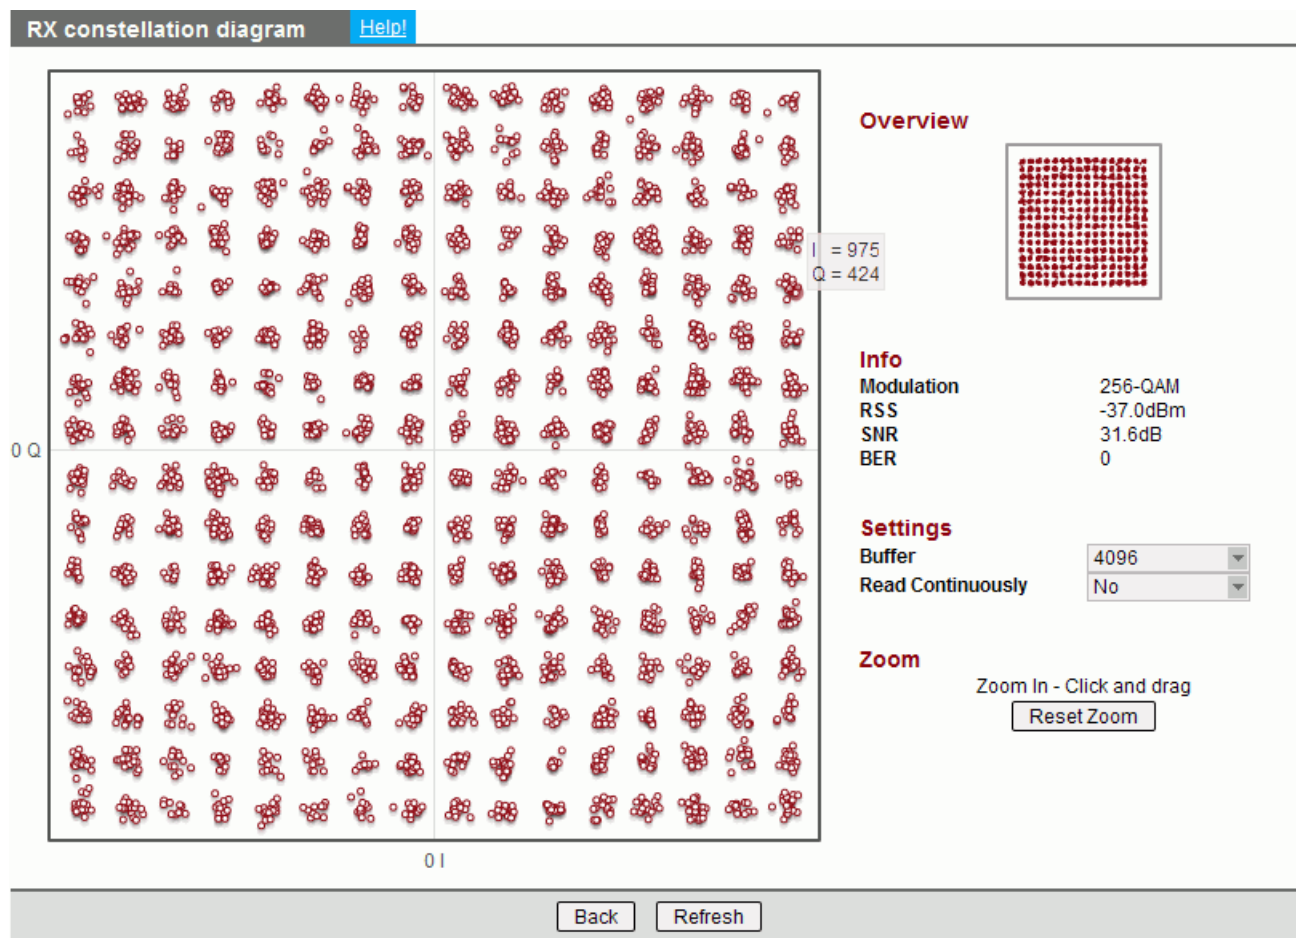 RX constellation diagram Help!
Overview
I = 975
Q = 424
Info
Modulation 256-QAM
RSS -37.0dBm
SNR 31.6dB
BER 0
0 Q
Settings
Buffer 4096
Read Continuously No
Zoom
Zoom In - Click and drag
Reset Zoom
0 I
Back Refresh